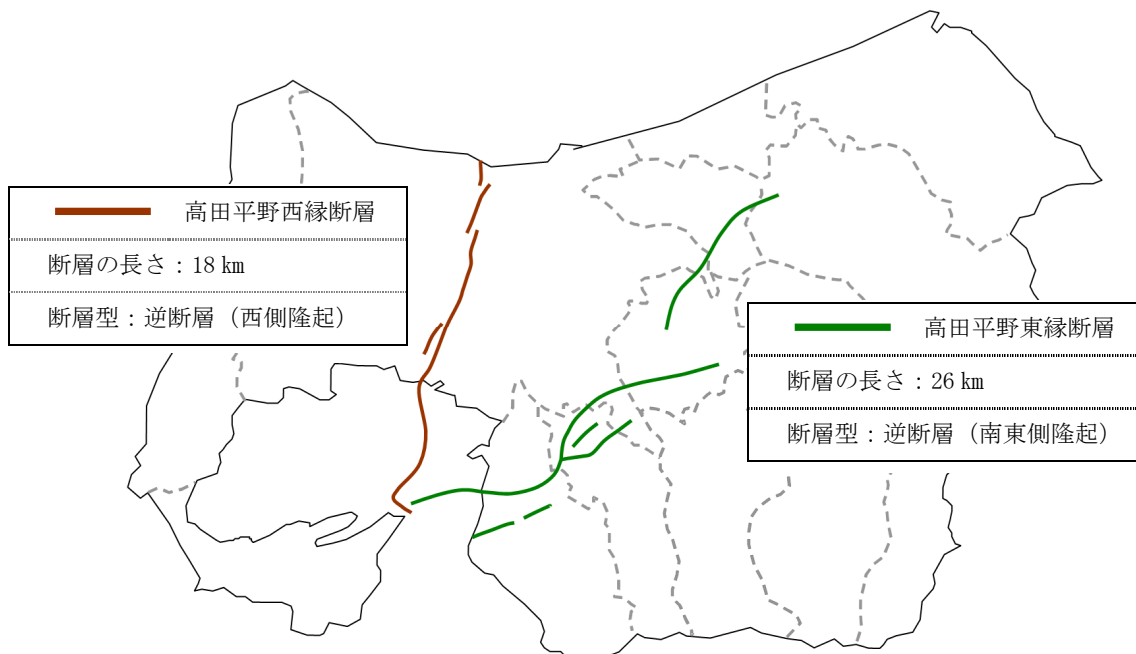 高田平野西縁断層
断層の長さ：18 km
断層型：逆断層（西側隆起）
高田平野東縁断層
断層の長さ：26 km
断層型：逆断層（南東側隆起）